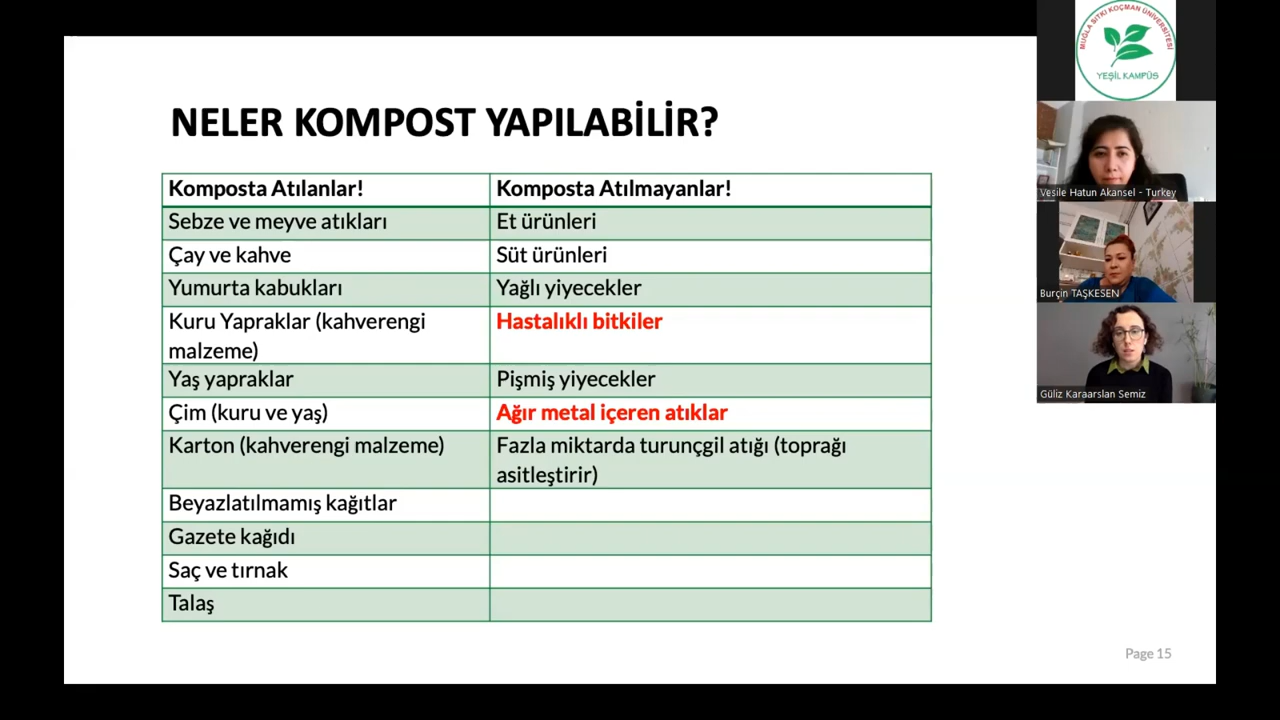 NELER KOMPOST YAPILABİLİR?
Komposta Atılanlar!
Komposta Atılmayanlar!
Sebze ve meyve atıkları
Et ürünleri
Çay ve kahve
Süt ürünleri
Yumurta kabukları
Yağlı yiyecekler
Kuru Yapraklar (kahverengi
malzeme)
Hastalıklı bitkiler
Yaş yapraklar
Pişmiş yiyecekler
Çim (kuru ve yaş)
Ağır metal içeren atıklar
Karton (kahverengi malzeme)
Fazla miktarda turunçgil atığı (toprağı
asitleştirir)
Beyazlatılmamış kağıtlar
Gazete kağıdı
Saç ve tırnak
Talaş
Page 15
MUĞLA SITKI KOÇMAN ÜNİVERSİTESİ
YEŞİL KAMPÜS
Vesile Hatun Akansel - Turkey
Burçin TAŞKESEN
Güliz Karaarslan Semiz